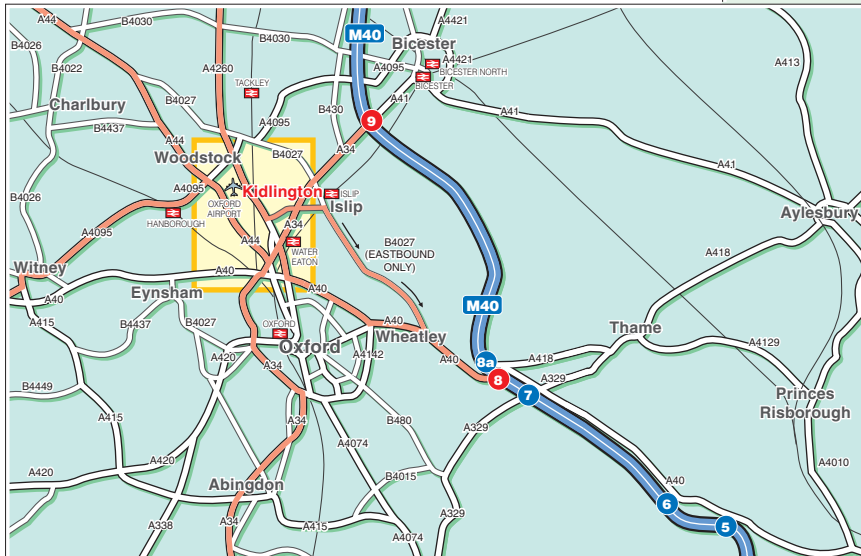 A44
B4030
A4260
B4030
M40
A4421
Bicester
A4421
B4026
B4022
TACKLEY
A4095
BICESTER NORTH
BICESTER
A413
Charlbury
B4027
B430
A41
A41
B4437
A4095
9
A44
A34
Woodstock
B4027
A41
A4095
Kidlington
ISLIP
Islip
OXFORD
AIRPORT
B4026
HANBOROUGH
Aylesbury
A4095
A34
A44
WATER
EATON
B4027
(EASTBOUND
ONLY)
A418
Witney
A40
A40
Eynsham
A40
M40
A415
B4437
B4027
OXFORD
A40
Wheatley
Thame
Oxford
A4142
A420
A40
8a
A418
A4129
A34
8
A329
B4449
7
Princes
Risborough
A415
A34
B480
A329
A4074
A420
A420
B4015
A4010
Abingdon
A40
A338
A34
A415
A329
A4074
6
5